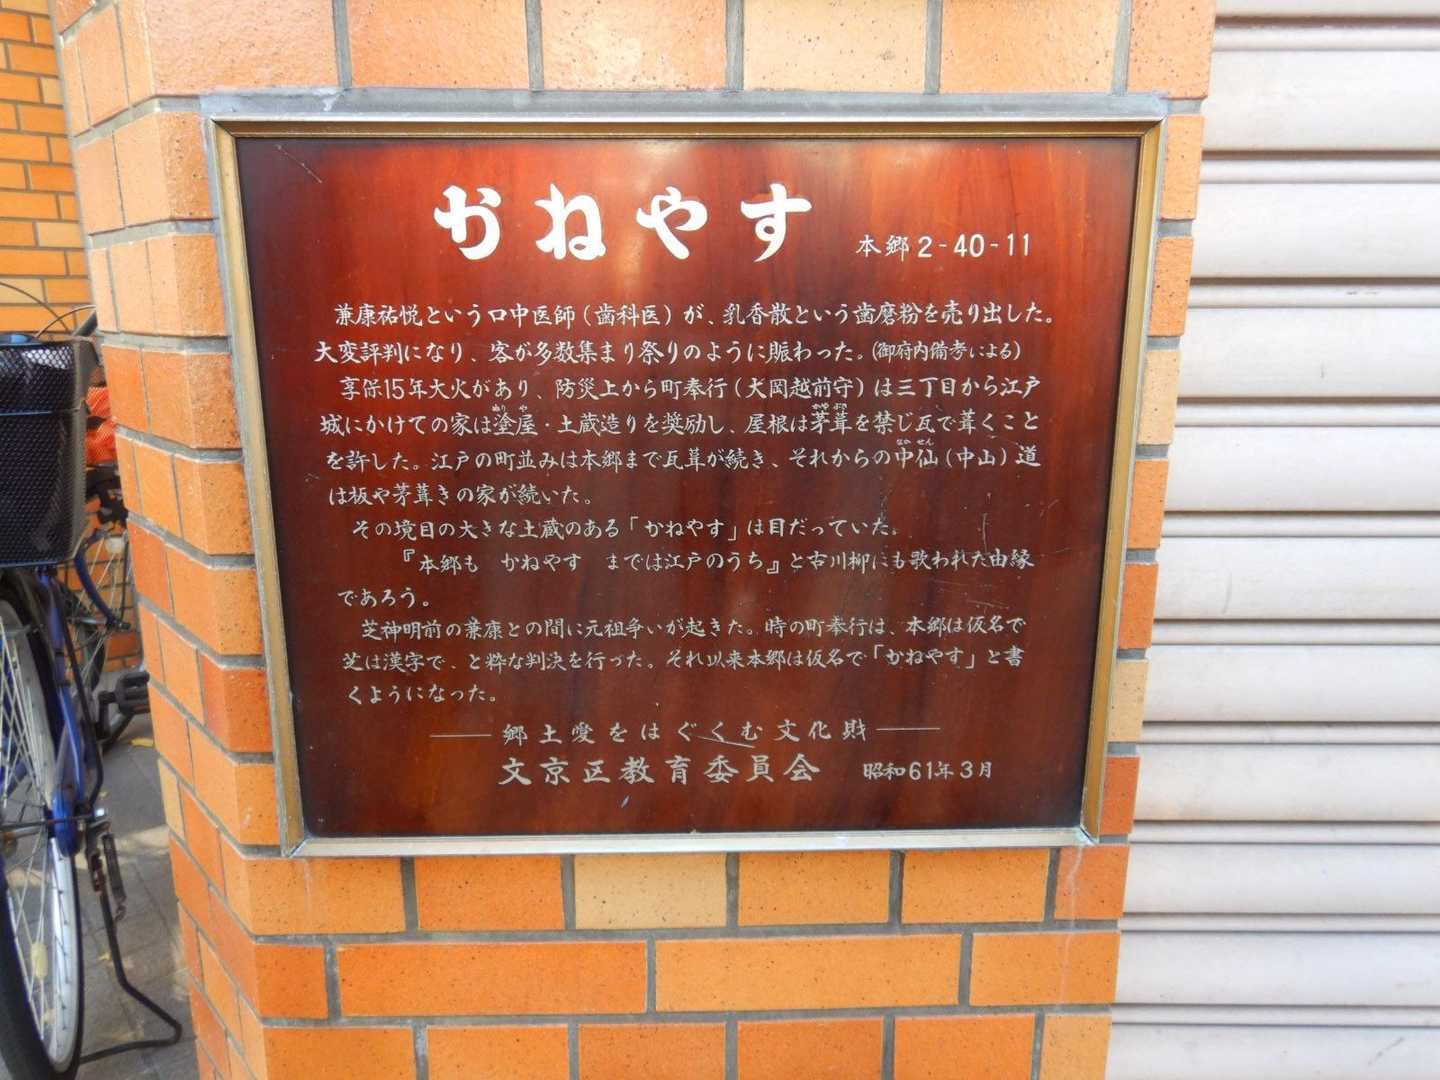 かねやす 本郷2-40-11
兼康祐悦という口中医師(歯科医)が、乳香散という歯磨粉を売り出した。
大変評判になり、客が多数集まり祭りのように賑わった。(御府内備考による)
享保15年大火があり、防災上から町奉行(大岡越前守)は三丁目から江戸
城にかけての家は塗屋・土蔵造りを奨励し、屋根は茅葺を禁じ瓦で葺くこと
を許した。江戸の町並みは本郷まで瓦葺が続き、それからの中仙(中山)道
は板や茅葺きの家が続いた。
その境目の大きな土蔵のある「かねやす」は目だっていた。
『本郷も かねやす までは江戸のうち』と古川柳にも歌われた由縁
であろう。
芝神明前の兼康との間に元祖争いが起きた。時の町奉行は、本郷は仮名で
芝は漢字で、と粋な判決を行った。それ以来本郷は仮名で「かねやす」と書
くようになった。
郷土愛をはぐくむ文化財
文京区教育委員会 昭和61年3月